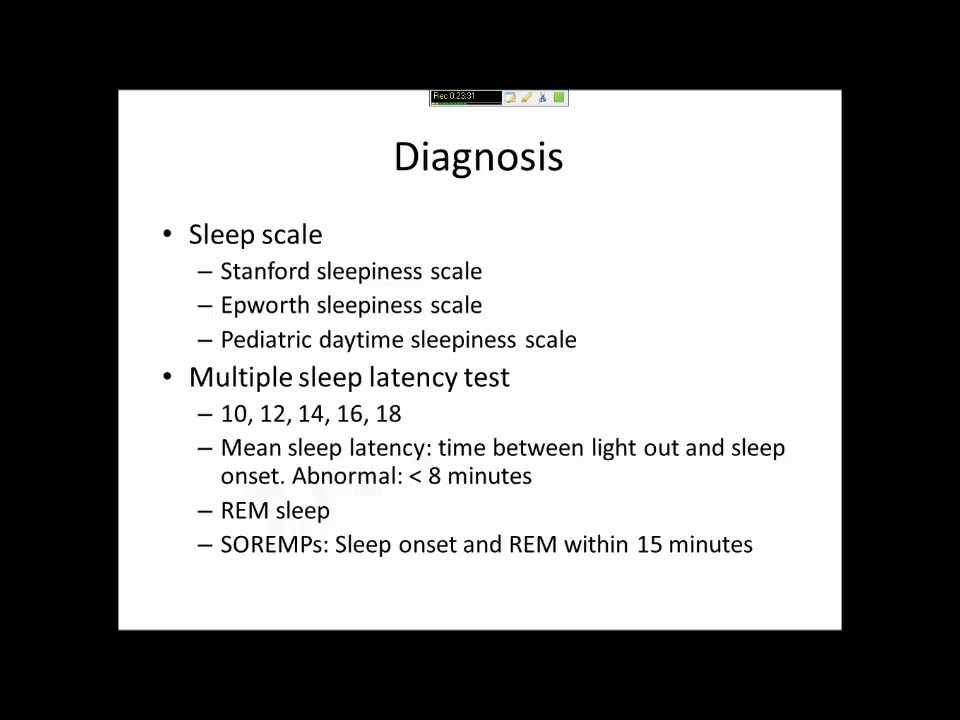 Rec 0:23:31
Diagnosis
• Sleep scale
– Stanford sleepiness scale
– Epworth sleepiness scale
– Pediatric daytime sleepiness scale
• Multiple sleep latency test
– 10, 12, 14, 16, 18
– Mean sleep latency: time between light out and sleep
onset. Abnormal: < 8 minutes
– REM sleep
– SOREMPs: Sleep onset and REM within 15 minutes